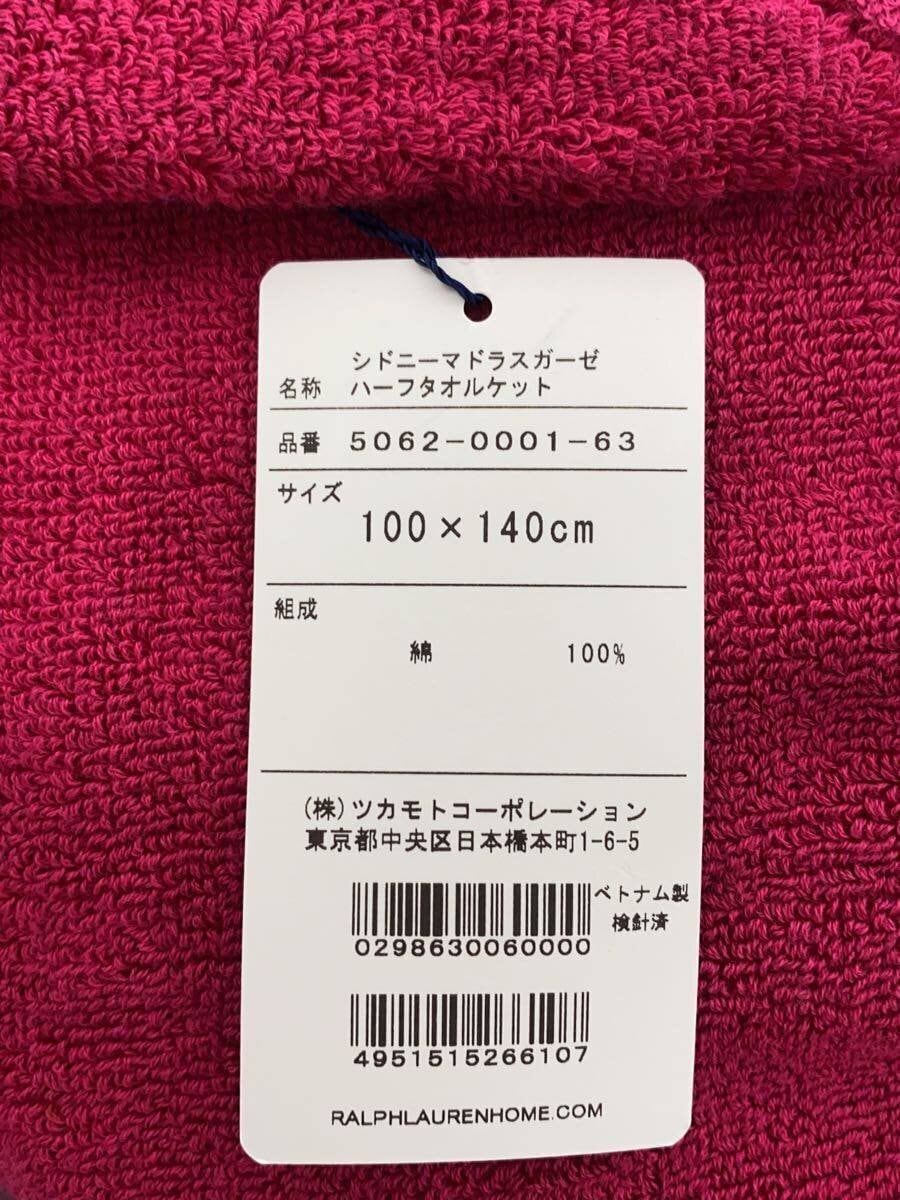 シドニーマドラスガーゼ
名称 ハーフタオルケット
品番 5062-0001-63
サイズ
100×140cm
組成
綿 100%
(株)ツカモトコーポレーション
東京都中央区日本橋本町1-6-5
ベトナム製
検針済
02986300600000
4951515266107
RALPHLAURENHOME.COM